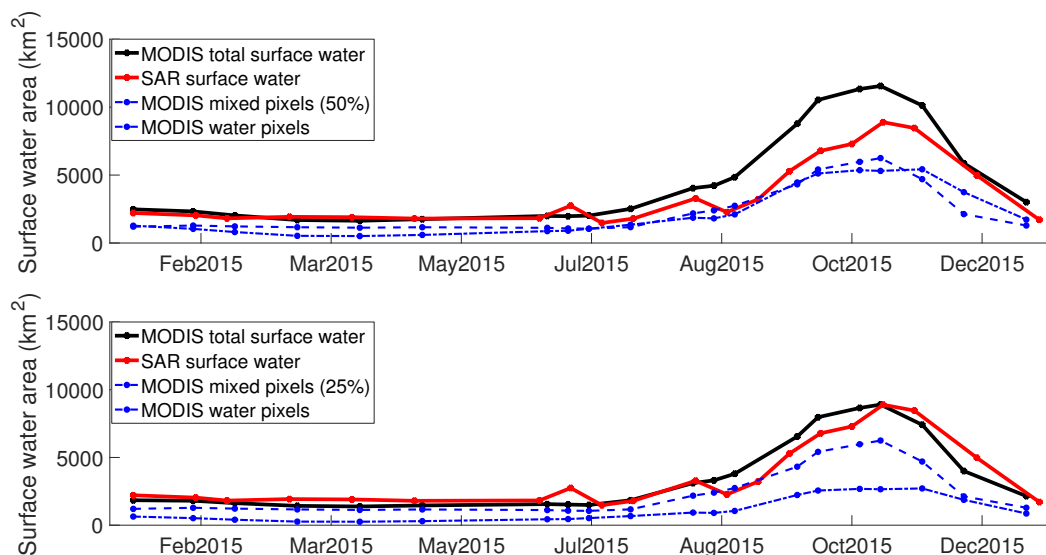 Surface water area (km²)
15000
10000
5000
0
MODIS total surface water
SAR surface water
MODIS mixed pixels (50%)
MODIS water pixels
Feb2015 Mar2015 May2015 Jul2015 Aug2015 Oct2015 Dec2015
Surface water area (km²)
15000
10000
5000
0
MODIS total surface water
SAR surface water
MODIS mixed pixels (25%)
MODIS water pixels
Feb2015 Mar2015 May2015 Jul2015 Aug2015 Oct2015 Dec2015